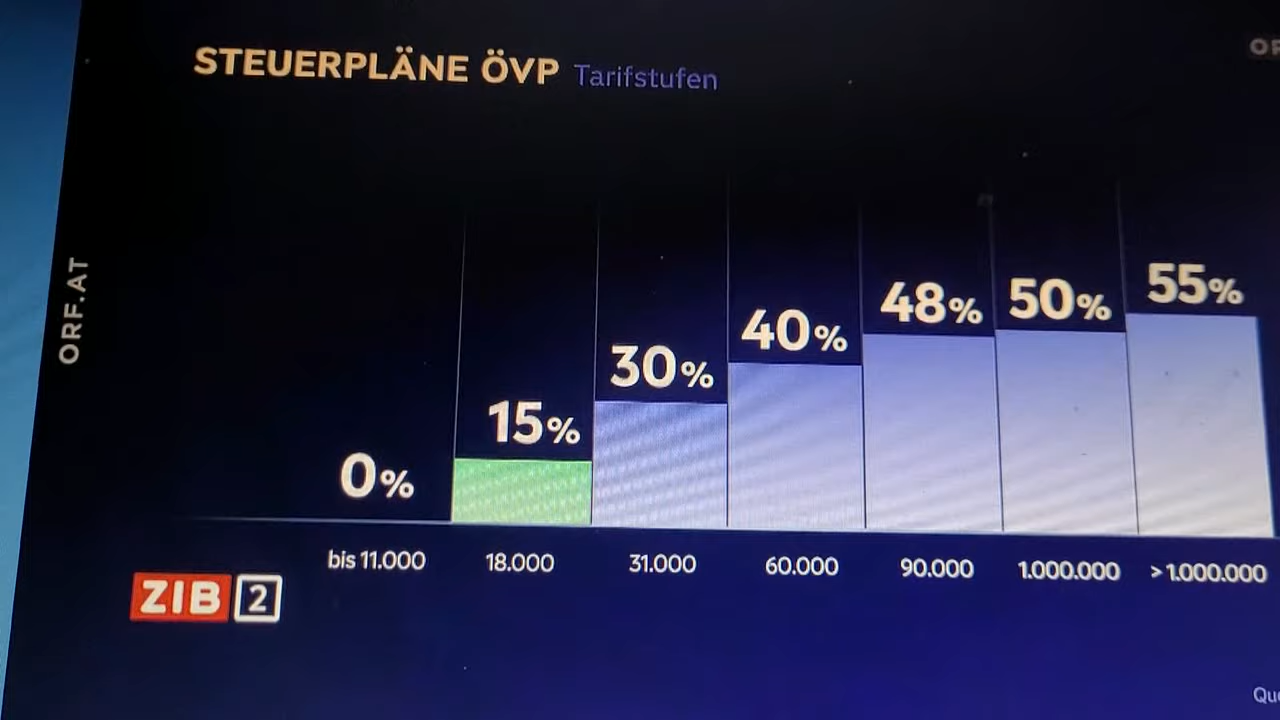 STEUERPLÄNE ÖVP Tarifstufen
ORF.AT
0% 15% 30% 40% 48% 50% 55%
bis 11.000 18.000 31.000 60.000 90.000 1.000.000 > 1.000.000
ZIB 2